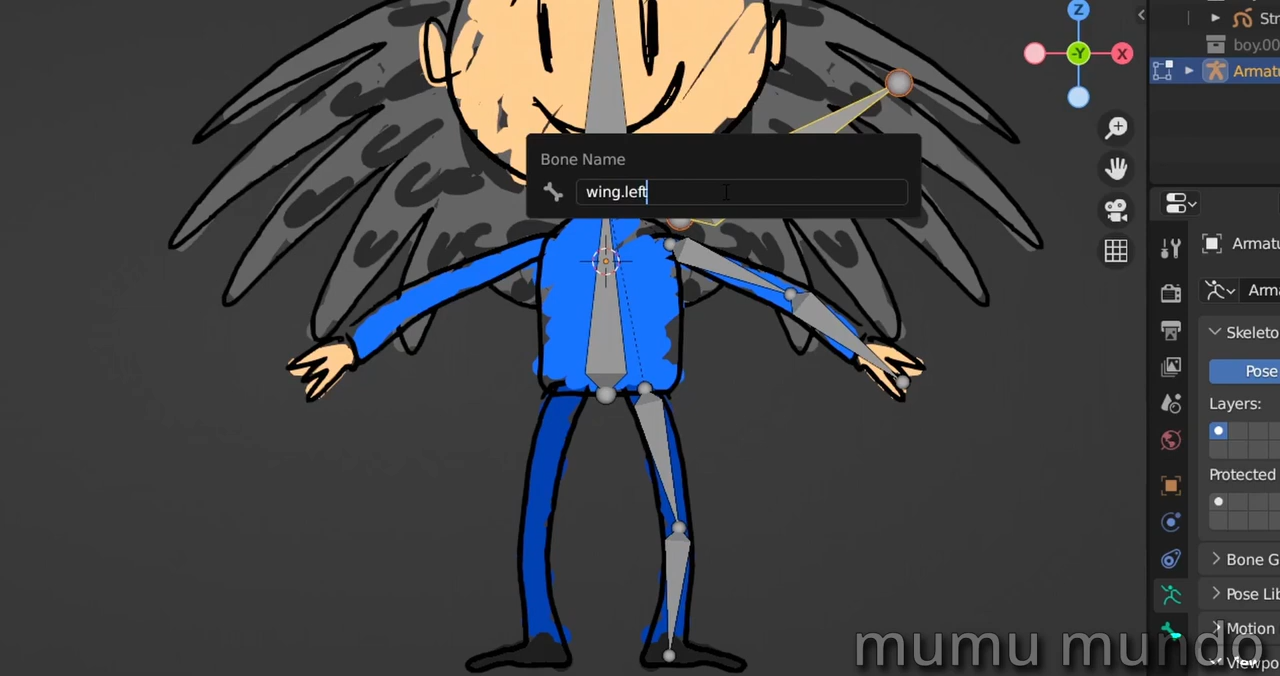 Z
-Y
X
Str
boy.00
Armatu
Bone Name
wing.left
Armatu
Arma
Skeleto
Pose
Layers:
Protected
Bone G
Pose Lib
Motion
Viewpo
mumu mundo